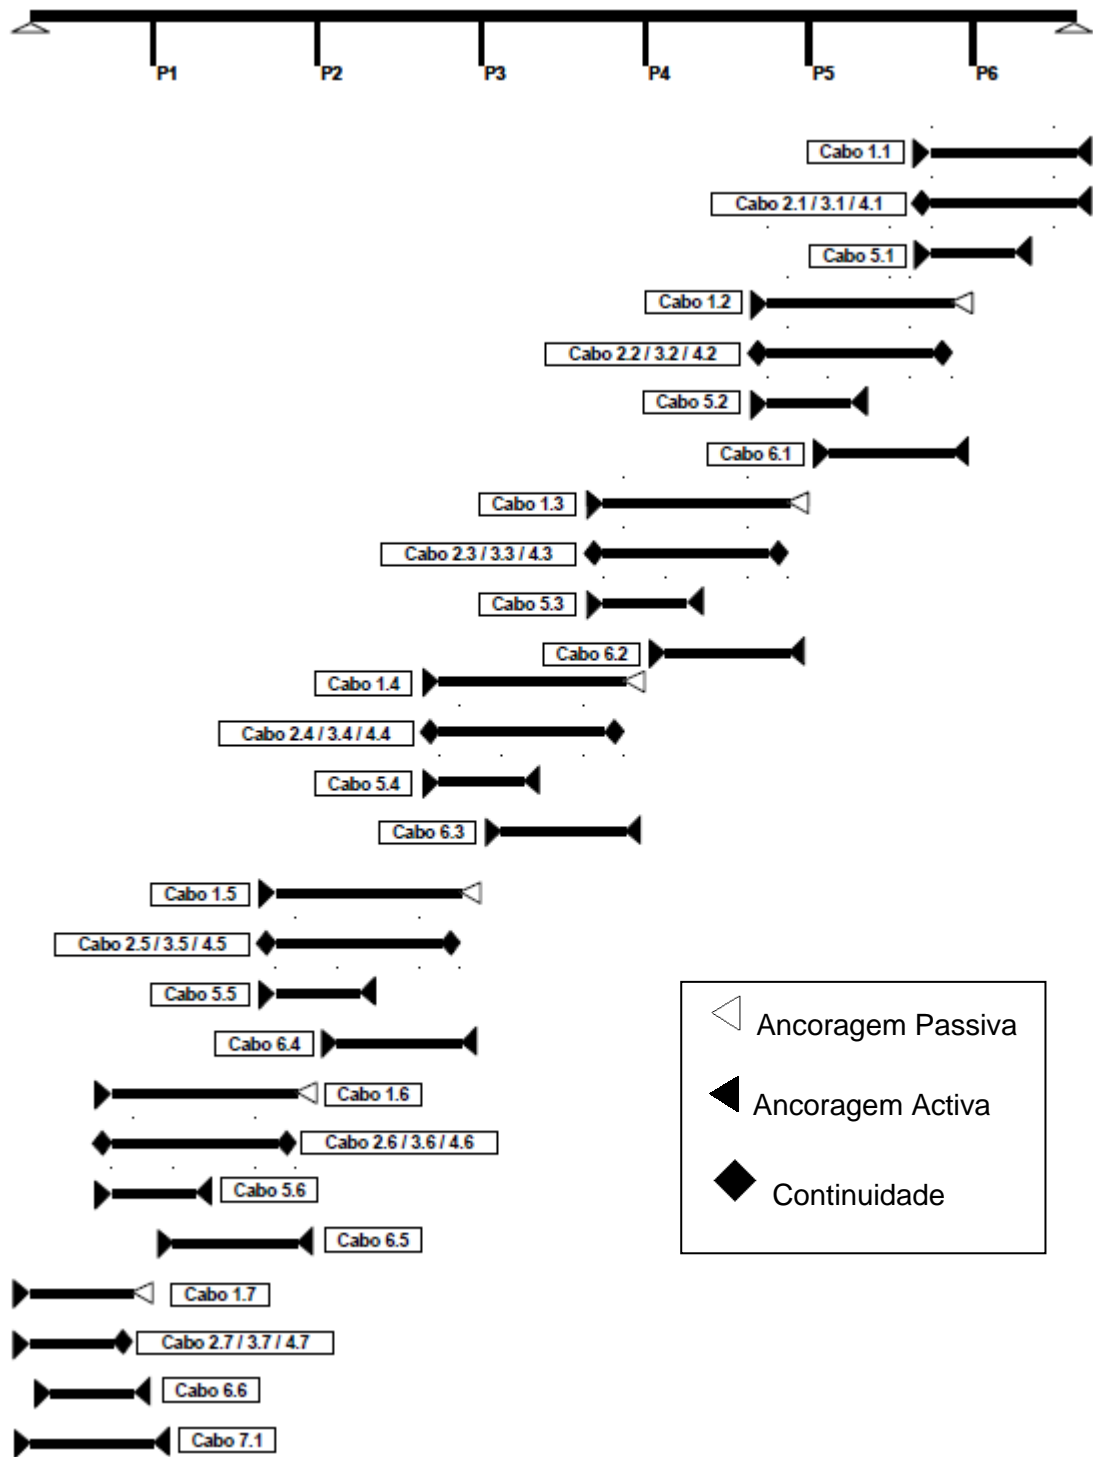 P1 P2 P3 P4 P5 P6
Cabo 1.1
Cabo 2.1 / 3.1 / 4.1
Cabo 5.1
Cabo 1.2
Cabo 2.2 / 3.2 / 4.2
Cabo 5.2
Cabo 6.1
Cabo 1.3
Cabo 2.3 / 3.3 / 4.3
Cabo 5.3
Cabo 6.2
Cabo 1.4
Cabo 2.4 / 3.4 / 4.4
Cabo 5.4
Cabo 6.3
Cabo 1.5
Cabo 2.5 / 3.5 / 4.5
Cabo 5.5
Cabo 6.4
Cabo 1.6
Cabo 2.6 / 3.6 / 4.6
Cabo 5.6
Cabo 6.5
Cabo 1.7
Cabo 2.7 / 3.7 / 4.7
Cabo 6.6
Cabo 7.1
Ancoragem Passiva
Ancoragem Activa
Continuidade